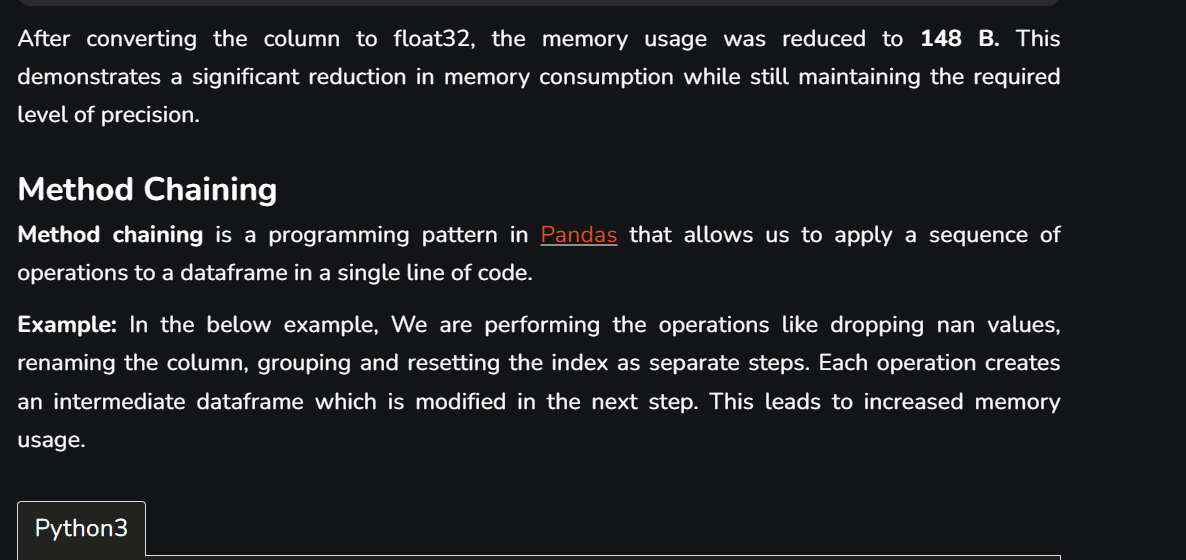 After converting the column to float32, the memory usage was reduced to 148 B. This
demonstrates a significant reduction in memory consumption while still maintaining the required
level of precision.
Method Chaining
Method chaining is a programming pattern in Pandas that allows us to apply a sequence of
operations to a dataframe in a single line of code.
Example: In the below example, We are performing the operations like dropping nan values,
renaming the column, grouping and resetting the index as separate steps. Each operation creates
an intermediate dataframe which is modified in the next step. This leads to increased memory
usage.
Python3